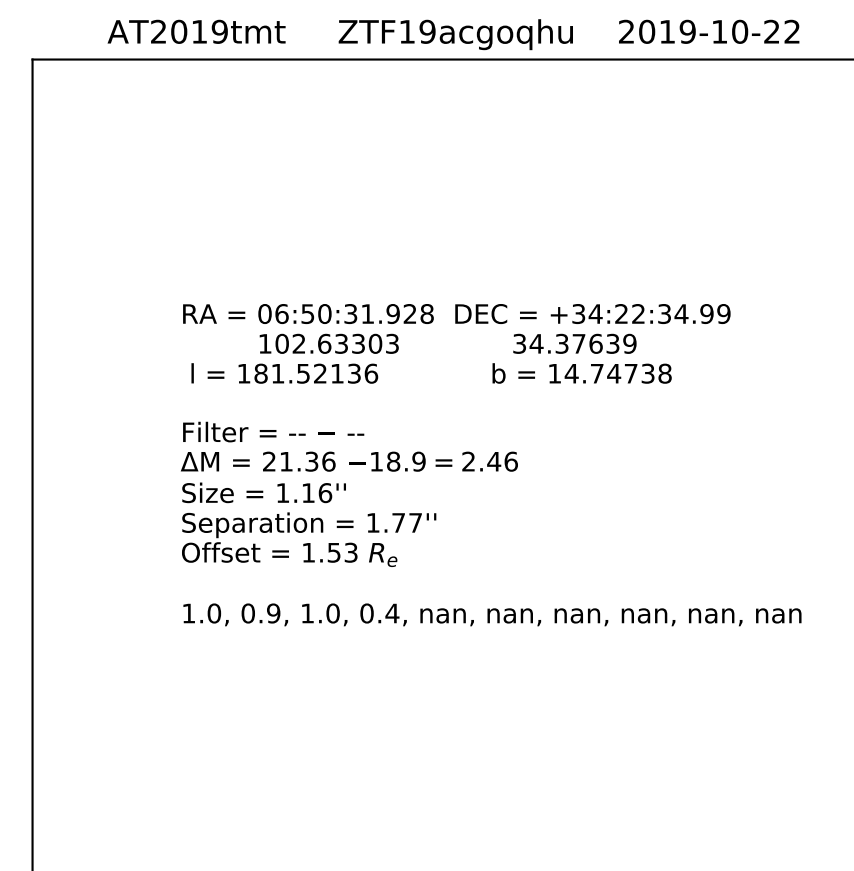 AT2019tmt ZTF19acgoqhu 2019-10-22
RA = 06:50:31.928 DEC = +34:22:34.99
102.63303 34.37639
l = 181.52136 b = 14.74738
Filter = -- − --
ΔM = 21.36 −18.9 = 2.46
Size = 1.16''
Separation = 1.77''
Offset = 1.53 Rₑ
1.0, 0.9, 1.0, 0.4, nan, nan, nan, nan, nan, nan